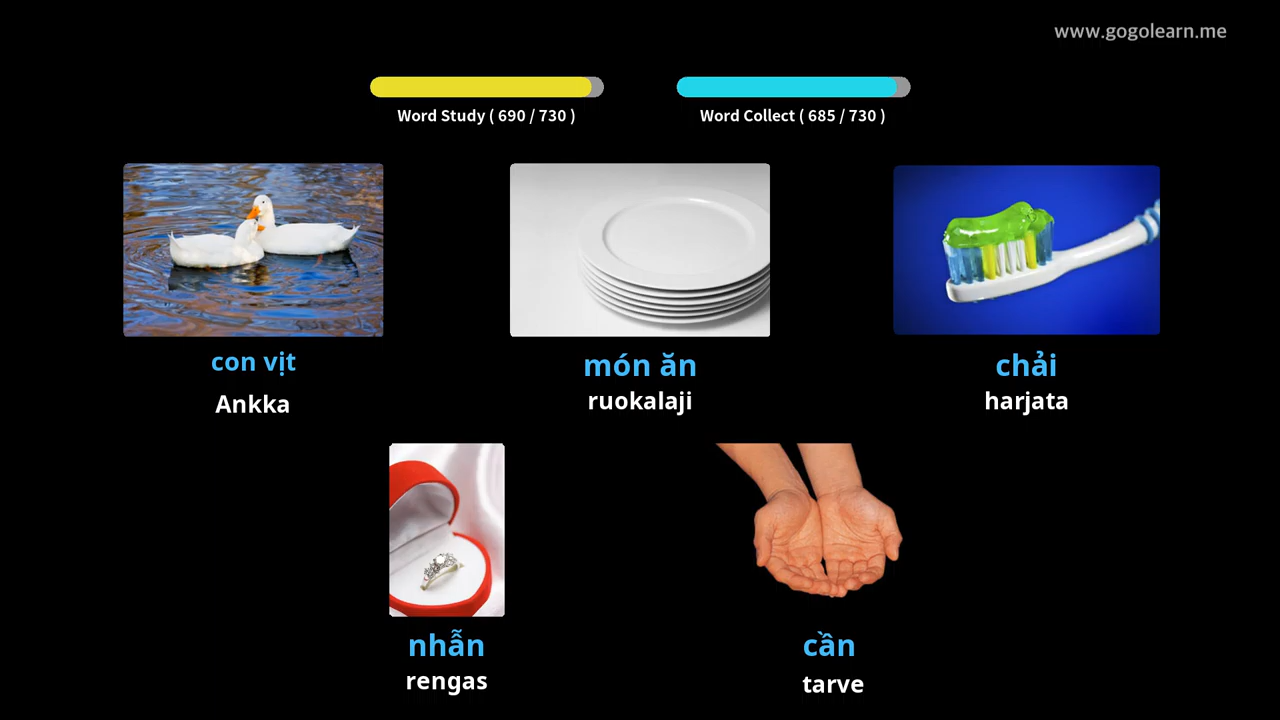 www.gogolearn.me
Word Study ( 690 / 730 )
Word Collect ( 685 / 730 )
con vịt
Ankka
món ăn
ruokalaji
chải
harjata
nhẫn
rengas
cần
tarve